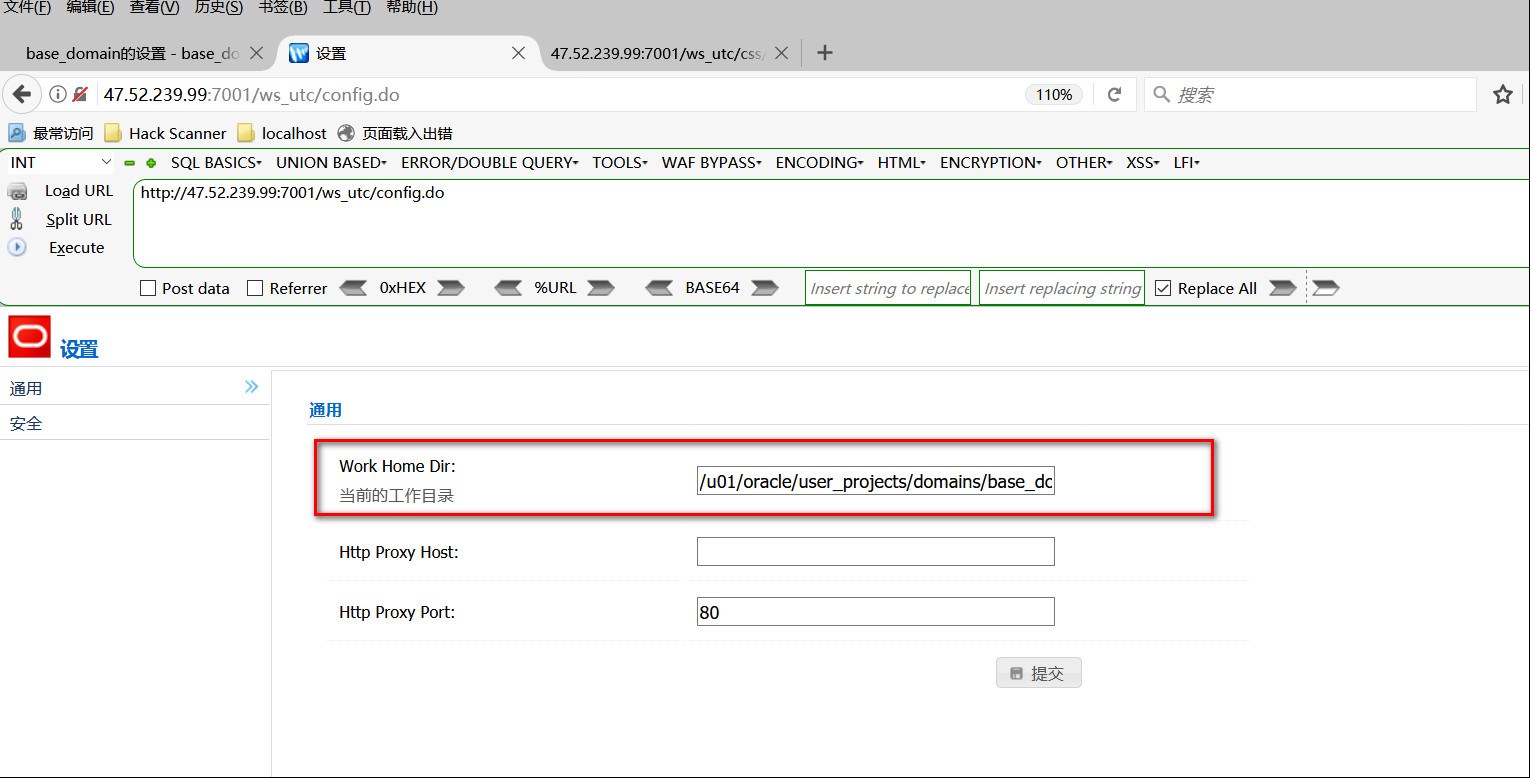 文件(F) 编辑(E) 查看(V) 历史(S) 书签(B) 工具(T) 帮助(H)
base_domain的设置 - base_do 设置 47.52.239.99:7001/ws_utc/css/
47.52.239.99:7001/ws_utc/config.do 110% 搜索
最常访问 Hack Scanner localhost 页面载入出错
INT SQL BASICS UNION BASED ERROR/DOUBLE QUERY TOOLS WAF BYPASS ENCODING HTML ENCRYPTION OTHER XSS LFI
Load URL http://47.52.239.99:7001/ws_utc/config.do
Split URL
Execute
Post data Referrer 0xHEX %URL BASE64 Insert string to replace Insert replacing string Replace All
设置
通用
安全
通用
Work Home Dir: /u01/oracle/user_projects/domains/base_do
当前的工作目录
Http Proxy Host:
Http Proxy Port: 80
提交